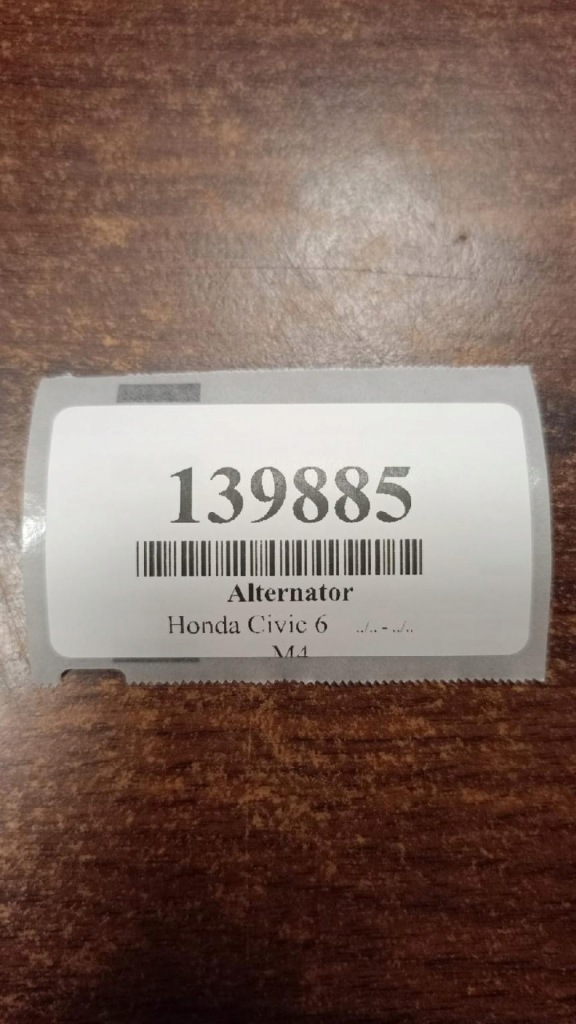 139885
Alternator
Honda Civic 6 ../.. - ../..
M4